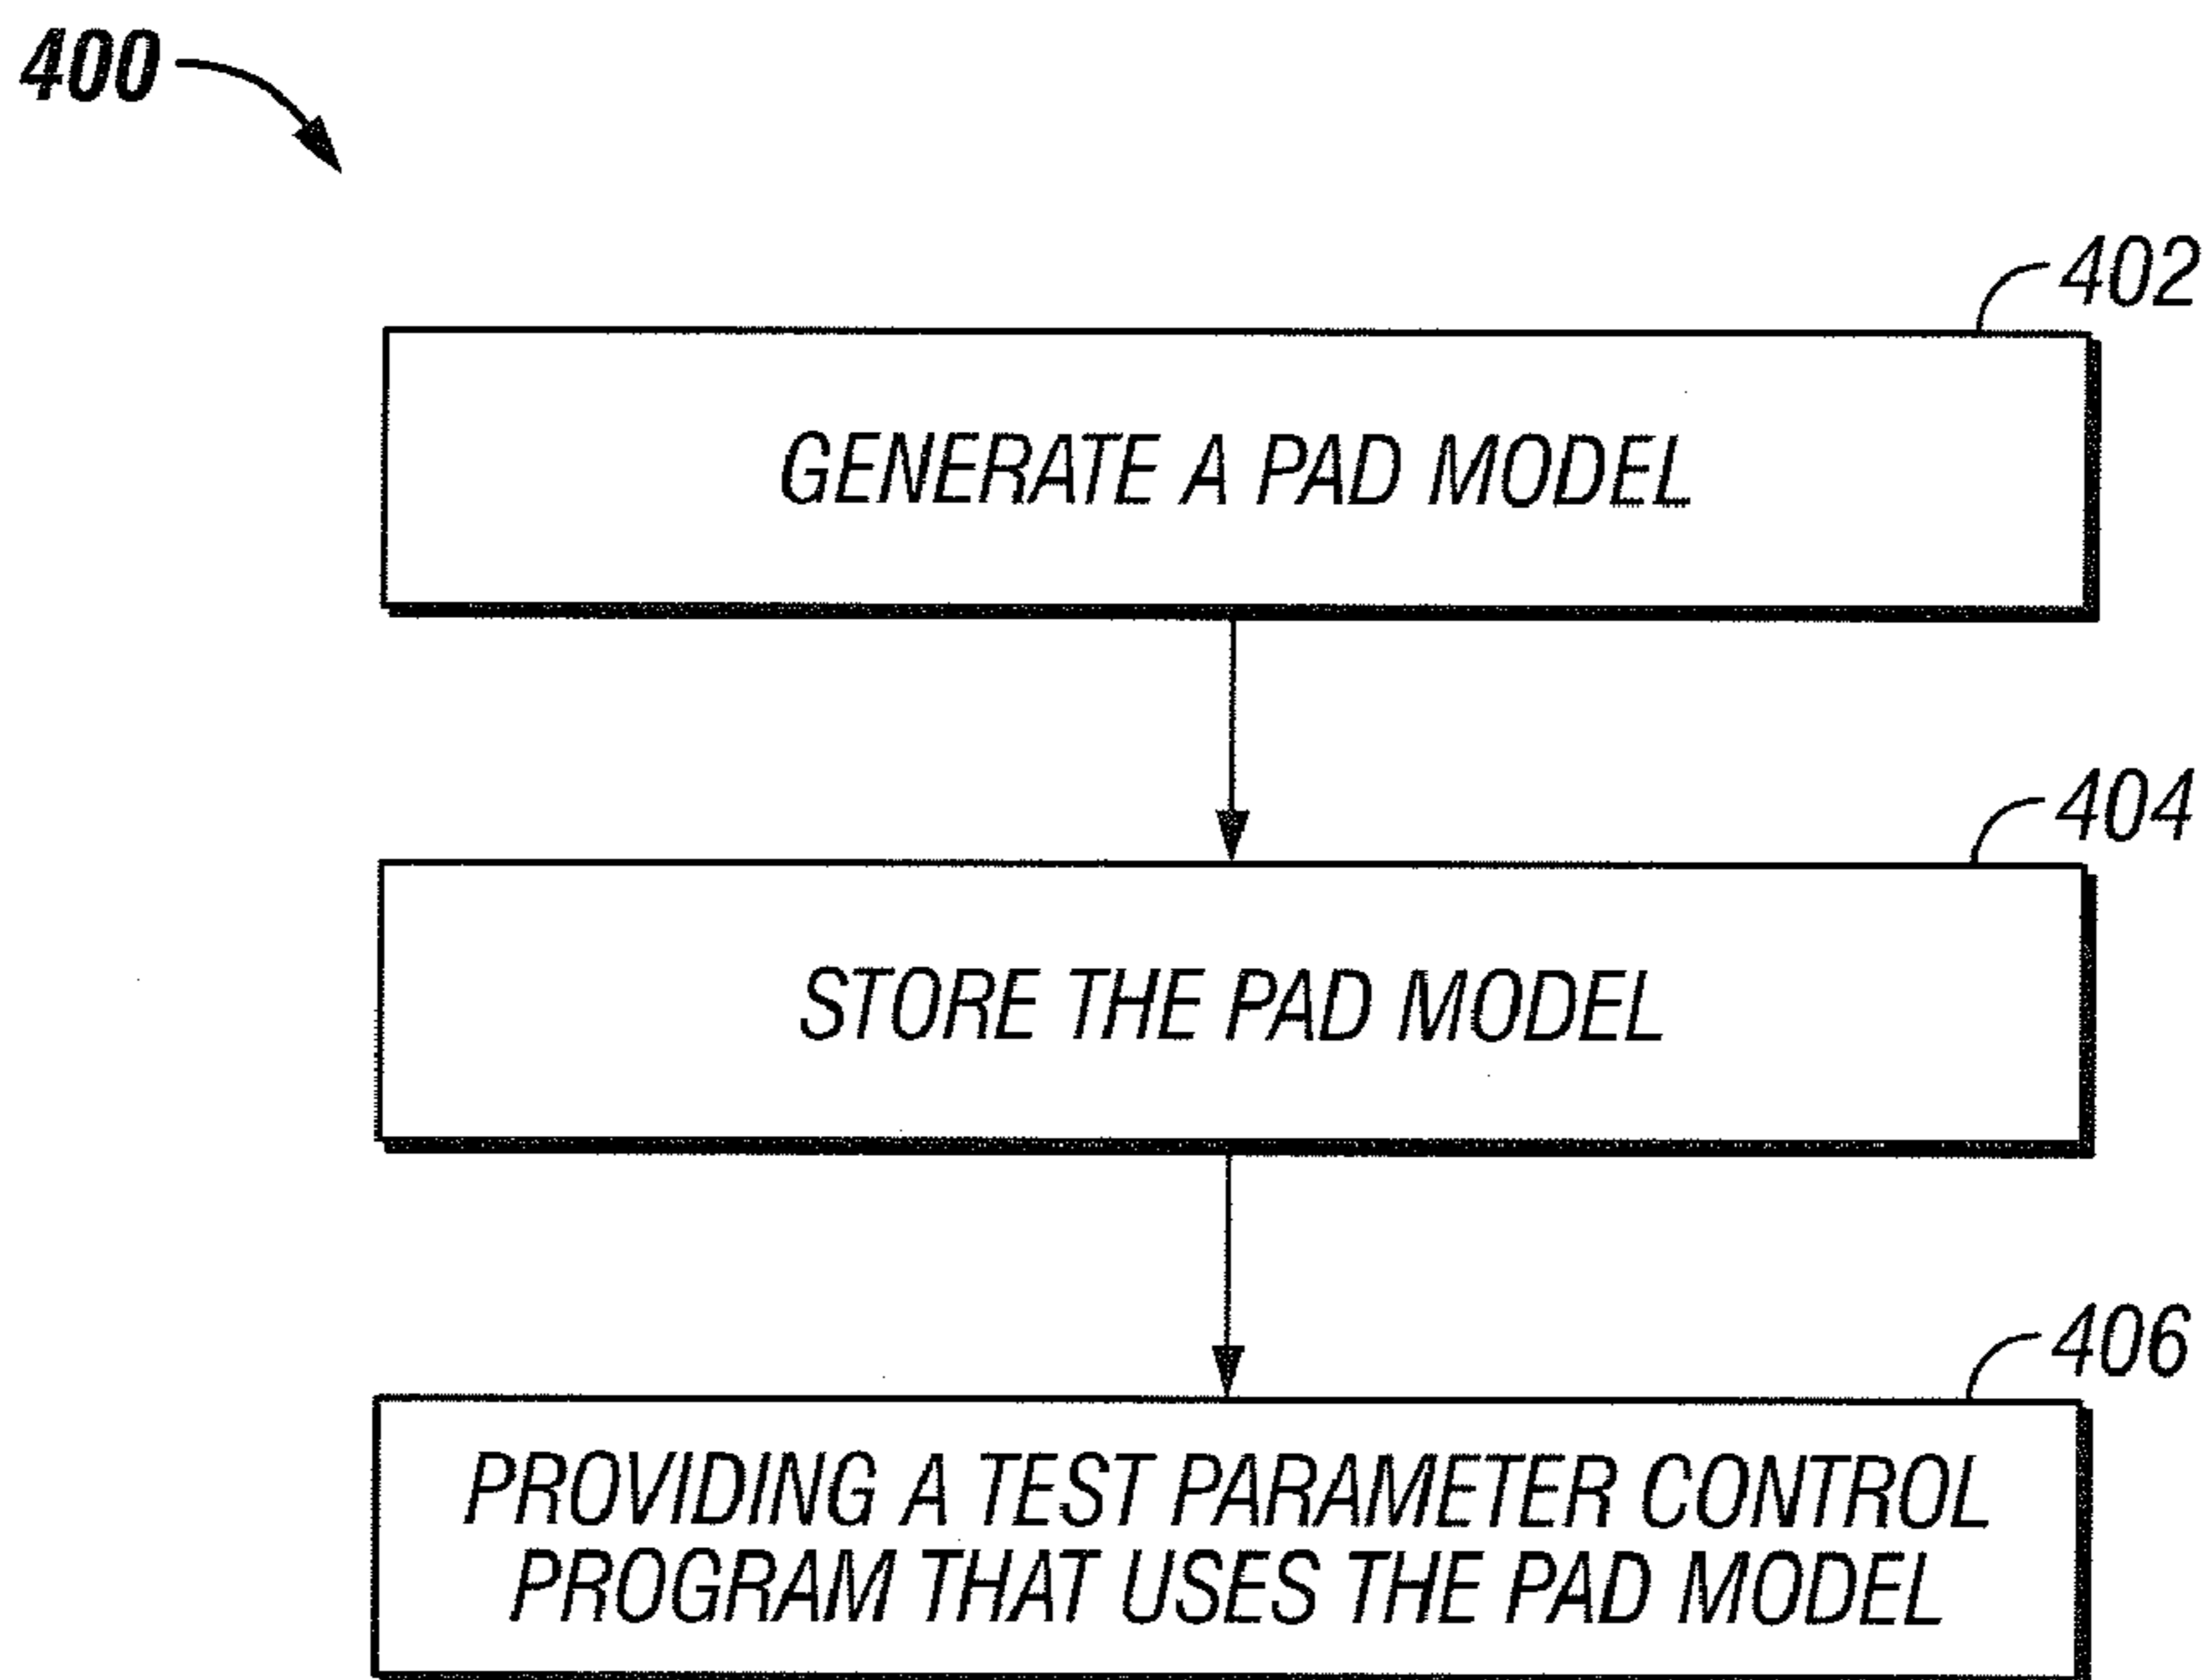 400
402
GENERATE A PAD MODEL
404
STORE THE PAD MODEL
406
PROVIDING A TEST PARAMETER CONTROL
PROGRAM THAT USES THE PAD MODEL